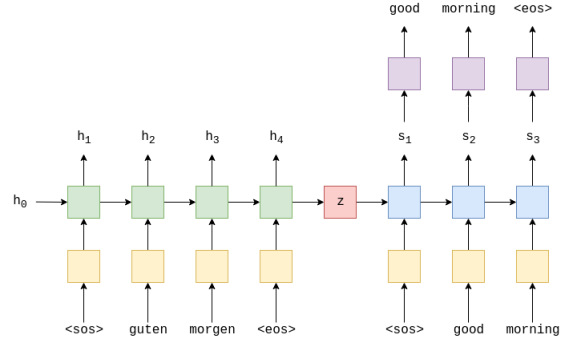 good morning <eos>
h1 h2 h3 h4 s1 s2 s3
h0 z
<sos> guten morgen <eos> <sos> good morning